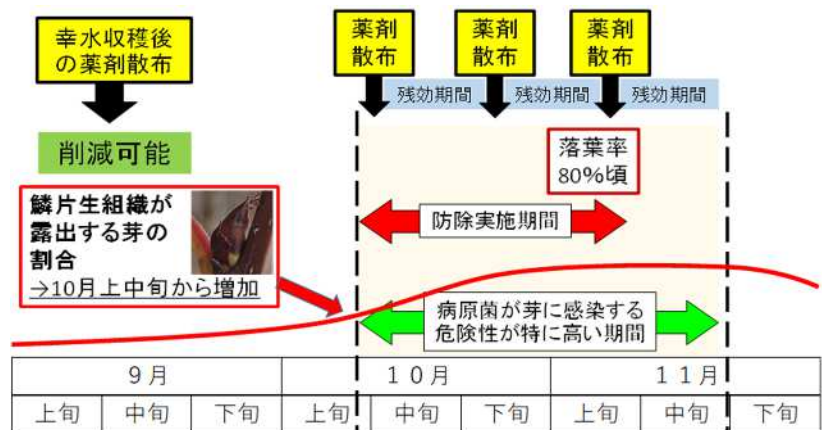 幸水収穫後
の薬剤散布
薬剤
散布
薬剤
散布
薬剤
散布
残効期間
残効期間
残効期間
削減可能
落葉率
80%頃
鱗片生組織が
露出する芽の
割合
→10月上中旬から増加
防除実施期間
病原菌が芽に感染する
危険性が特に高い期間
9月
10月
11月
上旬
中旬
下旬
上旬
中旬
下旬
上旬
中旬
下旬